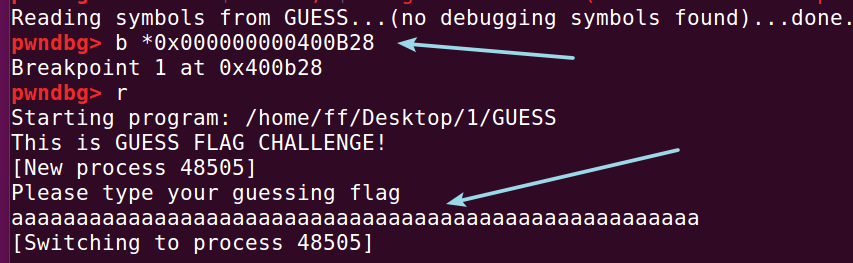 Reading symbols from GUESS...(no debugging symbols found)...done.
pwndbg> b *0x000000000400B28
Breakpoint 1 at 0x400b28
pwndbg> r
Starting program: /home/ff/Desktop/1/GUESS
This is GUESS FLAG CHALLENGE!
[New process 48505]
Please type your guessing flag
aaaaaaaaaaaaaaaaaaaaaaaaaaaaaaaaaaaaaaaaaaaaaaaaaaaaa
[Switching to process 48505]